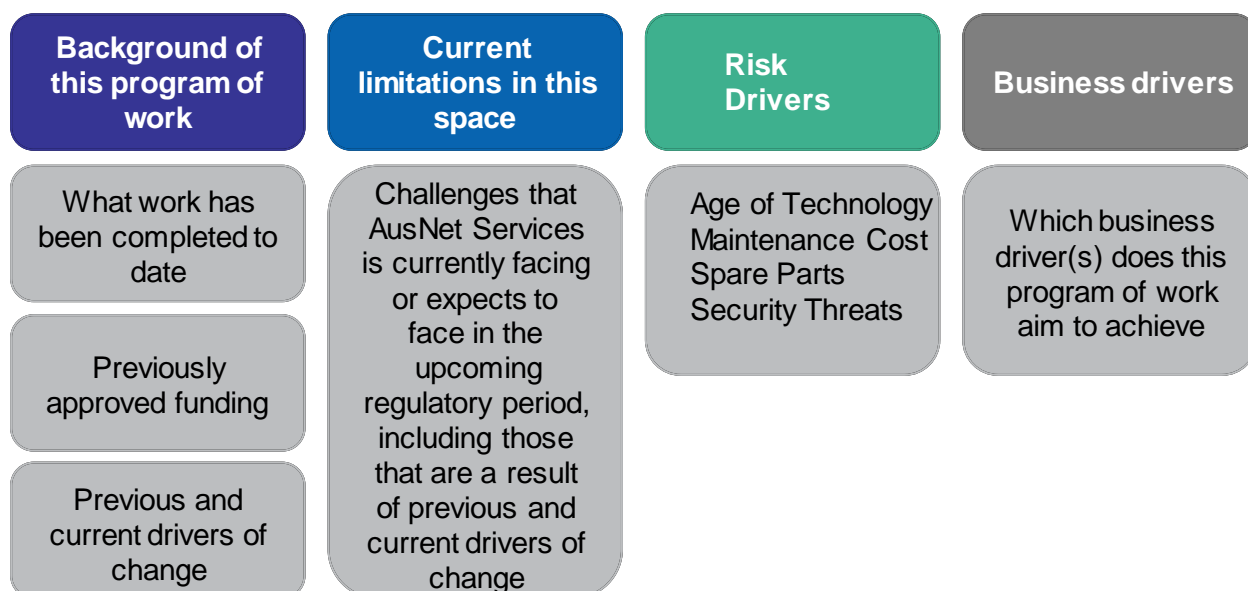 Background of
this program of
work
What work has
been completed to
date
Previously
approved funding
Previous and
current drivers of
change
Current
limitations in this
space
Challenges that
AusNet Services
is currently facing
or expects to
face in the
upcoming
regulatory period,
including those
that are a result
of previous and
current drivers of
change
Risk
Drivers
Age of Technology
Maintenance Cost
Spare Parts
Security Threats
Business drivers
Which business
driver(s) does this
program of work
aim to achieve